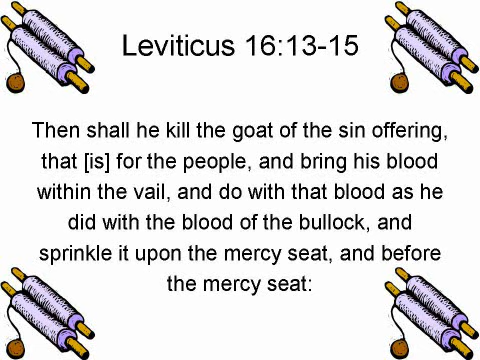 Leviticus 16:13-15
Then shall he kill the goat of the sin offering,
that [is] for the people, and bring his blood
within the vail, and do with that blood as he
did with the blood of the bullock, and
sprinkle it upon the mercy seat, and before
the mercy seat: